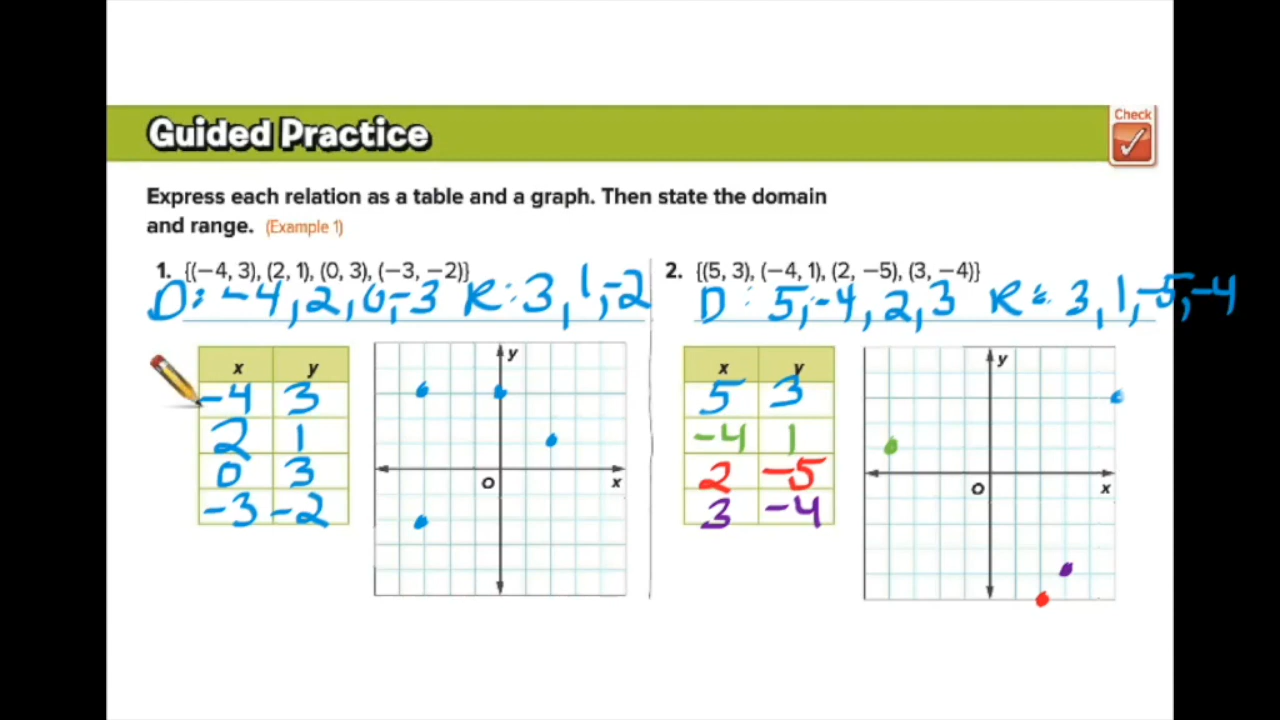 Check
Guided Practice
Express each relation as a table and a graph. Then state the domain
and range. (Example 1)
1. {(−4, 3), (2, 1), (0, 3), (−3, −2)}
D: -4, 2, 0, -3 R: 3, 1, -2
x y
-4 3
2 1
0 3
-3 -2
y
O
x
2. {(5, 3), (−4, 1), (2, −5), (3, −4)}
D: 5, -4, 2, 3 R: 3, 1, -5, -4
x y
5 3
-4 1
2 -5
3 -4
y
O
x